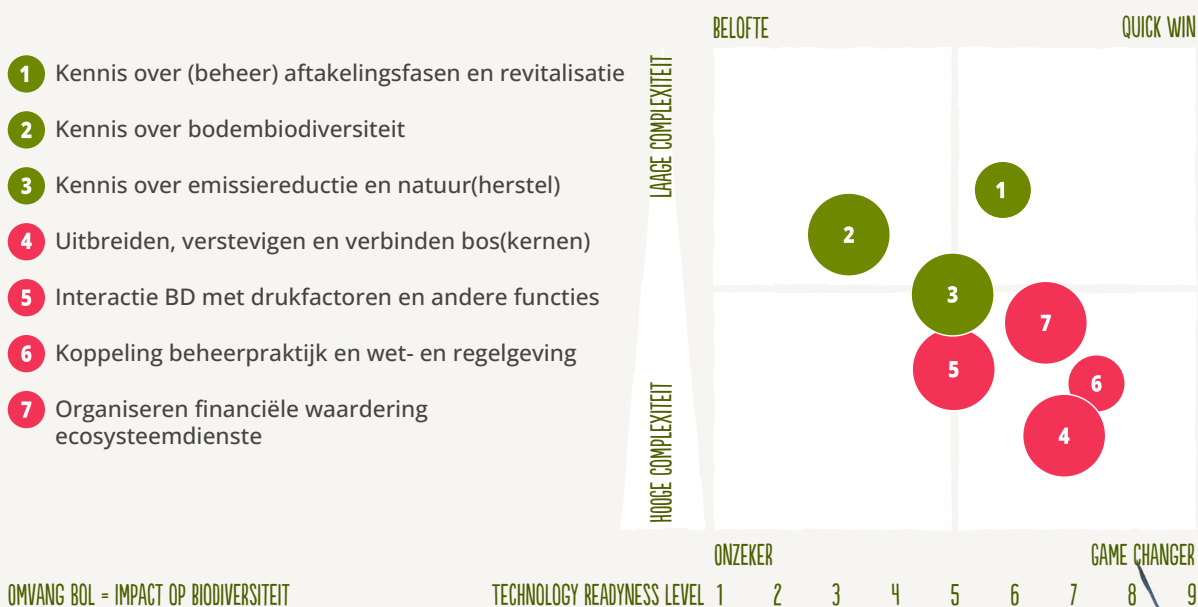 BELOFTE
QUICK WIN
1 Kennis over (beheer) aftakelingsfasen en revitalisatie
2 Kennis over bodembiodiversiteit
3 Kennis over emissiereductie en natuur(herstel)
4 Uitbreiden, verstevigen en verbinden bos(kernen)
5 Interactie BD met drukfactoren en andere functies
6 Koppeling beheerpraktijk en wet- en regelgeving
7 Organiseren financiële waardering
ecosysteemdienste
LAAGE COMPLEXITEIT
HOOGE COMPLEXITEIT
1
2
3
7
5
6
4
ONZEKER
GAME CHANGER
OMVANG BOL = IMPACT OP BIODIVERSITEIT
TECHNOLOGY READYNESS LEVEL 1 2 3 4 5 6 7 8 9